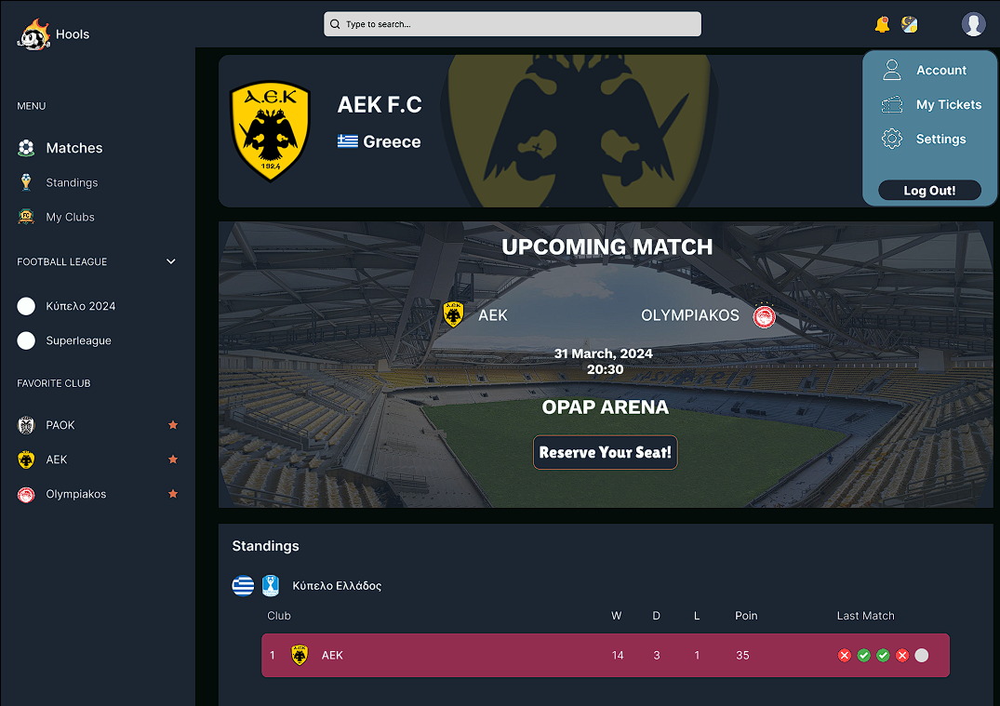 Hools
Type to search...
MENU
Matches
Standings
My Clubs
FOOTBALL LEAGUE
Κύπελο 2024
Superleague
FAVORITE CLUB
PAOK
AEK
Olympiakos
Account
My Tickets
Settings
Log Out!
Α.Ε.Κ
1924
AEK F.C
Greece
UPCOMING MATCH
AEK
OLYMPIAKOS
31 March, 2024
20:30
OPAP ARENA
Reserve Your Seat!
Standings
Κύπελο Ελλάδος
Club W D L Poin Last Match
1 AEK 14 3 1 35